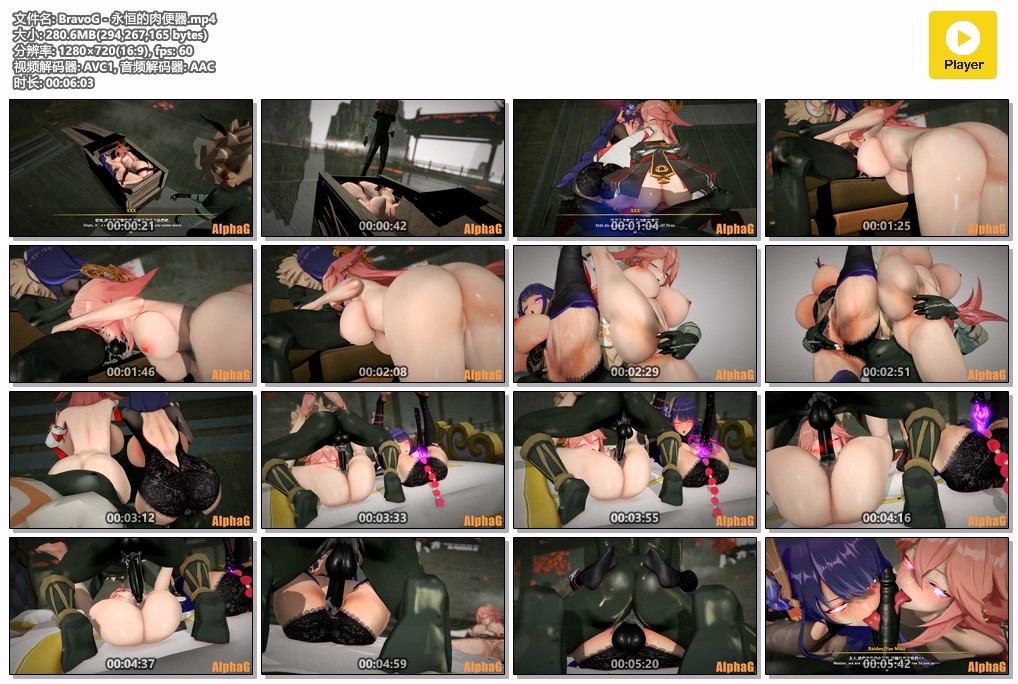 文件名: BravoG - 永恒的肉便器.mp4
大小: 280.6MB(294,267,165 bytes)
分辨率: 1280×720(16:9), fps: 60
视频解码器: AVC1, 音频解码器: AAC
时长: 00:06:03
Player
XXX
00:00:21
AlphaG
00:00:42
AlphaG
XXX
00:01:04
AlphaG
00:01:25
AlphaG
00:01:46
AlphaG
00:02:08
AlphaG
00:02:29
AlphaG
00:02:51
AlphaG
00:03:12
AlphaG
00:03:33
AlphaG
00:03:55
AlphaG
00:04:16
AlphaG
00:04:37
AlphaG
00:04:59
AlphaG
00:05:20
AlphaG
00:05:42
AlphaG